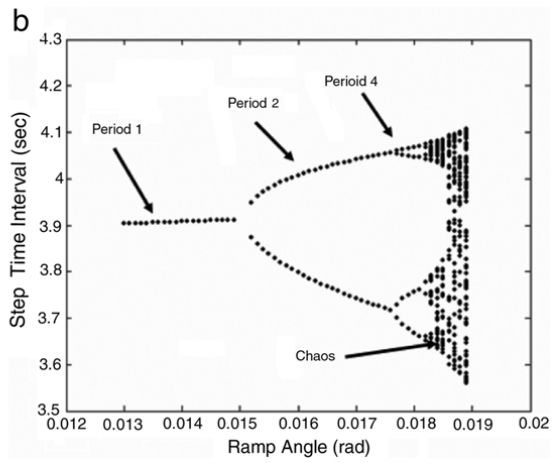 b
4.3
4.2
4.1
4
3.9
3.8
3.7
3.6
3.5
Step Time Interval (sec)
Period 1
Period 2
Perioid 4
Chaos
0.012 0.013 0.014 0.015 0.016 0.017 0.018 0.019 0.02
Ramp Angle (rad)